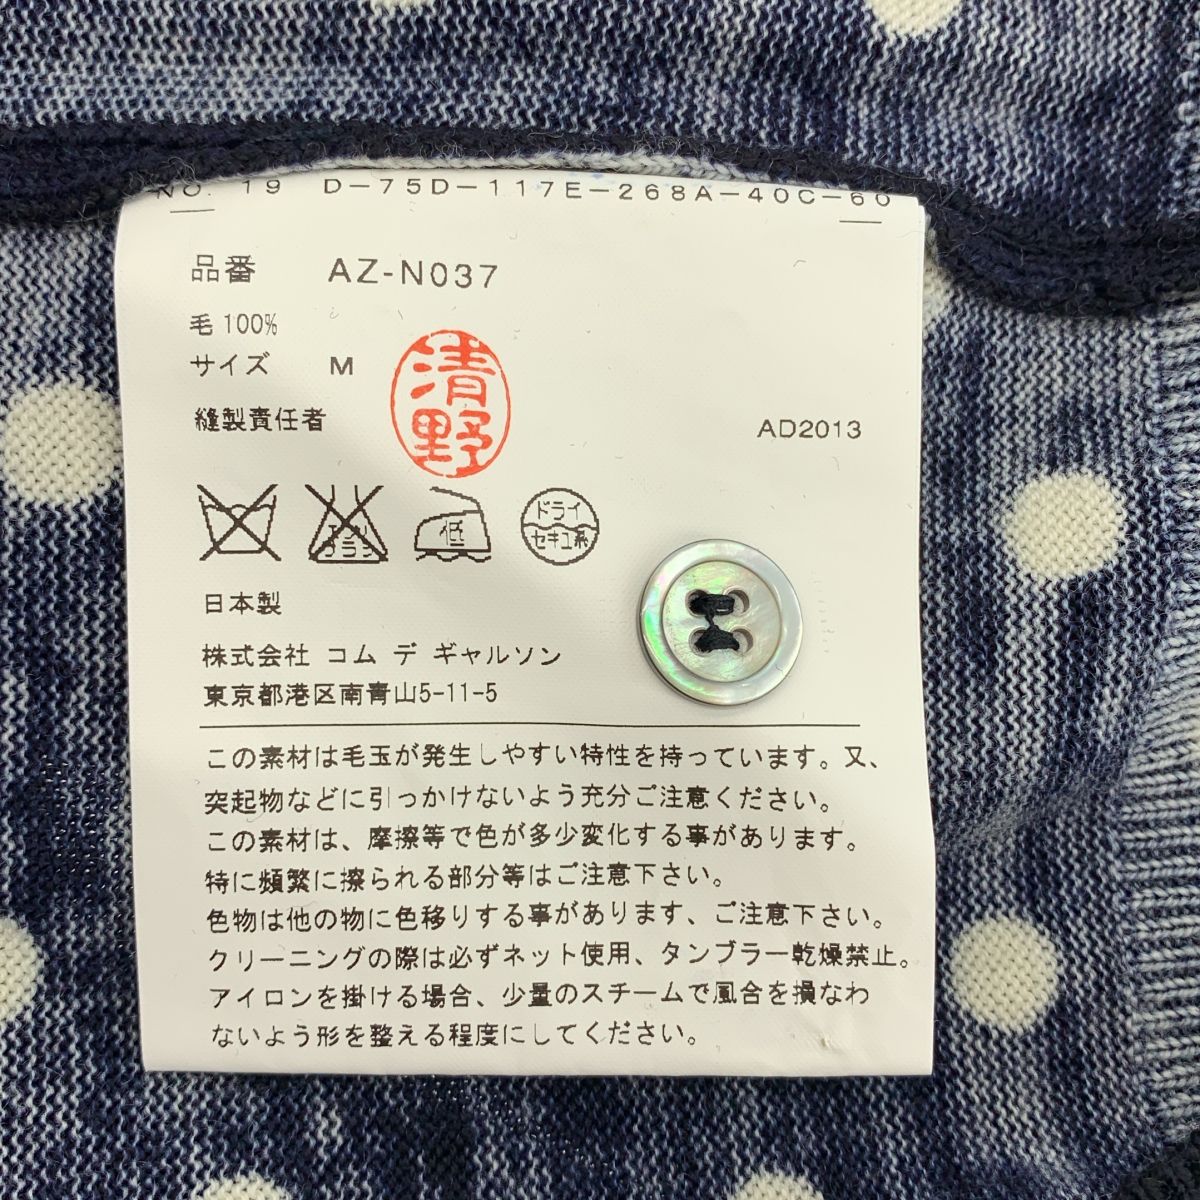 NO. 19 D-75D-117E-268A-40C-60
品番 AZ-N037
毛 100%
サイズ M
清野
縫製責任者
AD2013
エンソ
ブラシ
低
ドライ
セキユ系
日本製
株式会社 コム デ ギャルソン
東京都港区南青山5-11-5
この素材は毛玉が発生しやすい特性を持っています。又、
突起物などに引っかけないよう充分ご注意ください。
この素材は、摩擦等で色が多少変化する事があります。
特に頻繁に擦られる部分等はご注意下さい。
色物は他の物に色移りする事があります、ご注意下さい。
クリーニングの際は必ずネット使用、タンブラー乾燥禁止。
アイロンを掛ける場合、少量のスチームで風合を損なわ
ないよう形を整える程度にしてください。